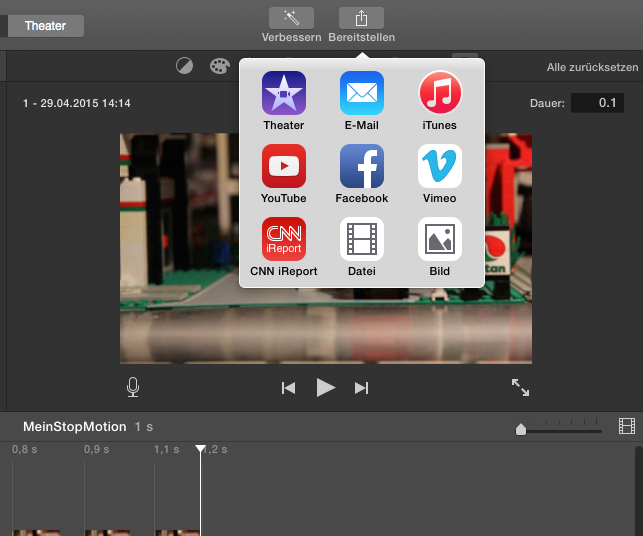 Theater
Verbessern
Bereitstellen
Alle zurücksetzen
1 - 29.04.2015 14:14
Dauer:
0.1
Theater
E-Mail
iTunes
YouTube
Facebook
Vimeo
CNN
iReport
CNN iReport
Datei
Bild
MeinStopMotion 1 s
0,8 s
0,9 s
1,1 s
1,2 s